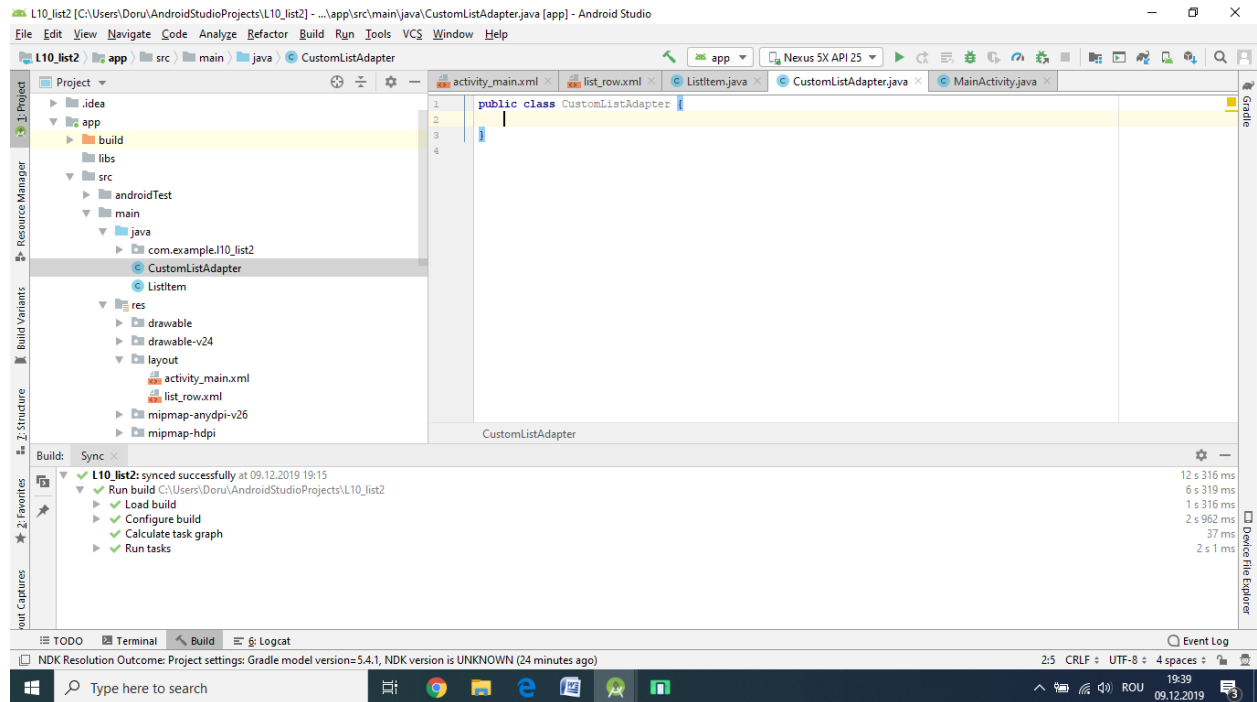 L10_list2 [C:\Users\Doru\AndroidStudioProjects\L10_list2] - ...\app\src\main\java\CustomListAdapter.java [app] - Android Studio
File Edit View Navigate Code Analyze Refactor Build Run Tools VCS Window Help
L10_list2 app src main java CustomListAdapter app Nexus 5X API 25
Project
activity_main.xml list_row.xml ListItem.java CustomListAdapter.java MainActivity.java
1: Project
Resource Manager
Build Variants
7: Structure
2: Favorites
out Captures
.idea
app
build
libs
src
androidTest
main
java
com.example.l10_list2
CustomListAdapter
ListItem
res
drawable
drawable-v24
layout
activity_main.xml
list_row.xml
mipmap-anydpi-v26
mipmap-hdpi
1 public class CustomListAdapter {
2
3 }
4
CustomListAdapter
Gradle
Device File Explorer
Build: Sync
L10_list2: synced successfully at 09.12.2019 19:15 12 s 316 ms
Run build C:\Users\Doru\AndroidStudioProjects\L10_list2 6 s 319 ms
Load build 1 s 316 ms
Configure build 2 s 962 ms
Calculate task graph 37 ms
Run tasks 2 s 1 ms
TODO Terminal Build 6: Logcat Event Log
NDK Resolution Outcome: Project settings: Gradle model version=5.4.1, NDK version is UNKNOWN (24 minutes ago) 2:5 CRLF UTF-8 4 spaces
Type here to search ROU 19:39
09.12.2019 3